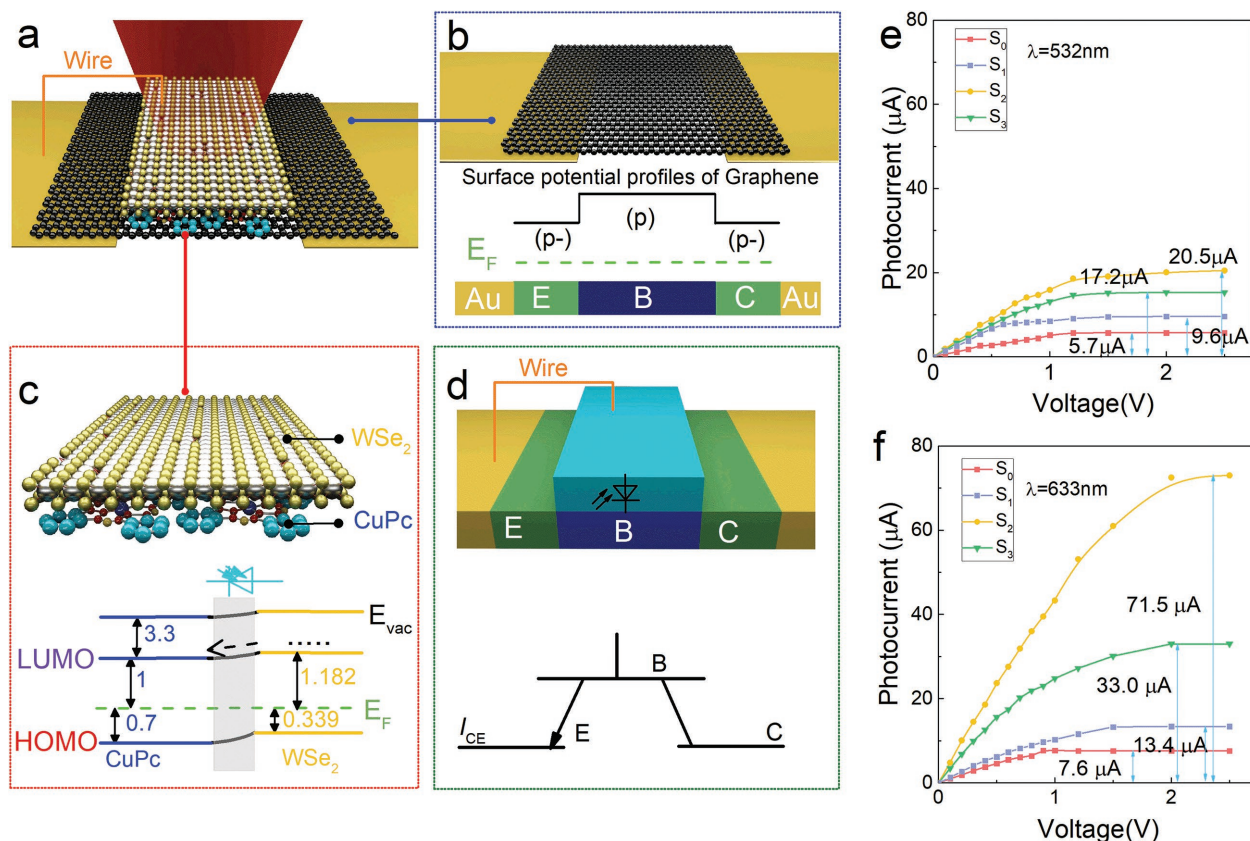 a
Wire
b
Surface potential profiles of Graphene
(p)
(p-)
(p-)
E_F
Au
E
B
C
Au
c
WSe₂
CuPc
E_vac
3.3
LUMO
1
1.182
E_F
0.7
0.339
HOMO
CuPc
WSe₂
d
Wire
E
B
C
B
E
I_CE
C
e
S₀
S₁
S₂
S₃
λ=532nm
Photocurrent (μA)
80
60
40
20
0
20.5μA
17.2μA
9.6μA
5.7μA
0
1
2
Voltage(V)
f
S₀
S₁
S₂
S₃
λ=633nm
Photocurrent (μA)
80
60
40
20
0
71.5 μA
33.0 μA
13.4 μA
7.6 μA
0
1
2
Voltage(V)